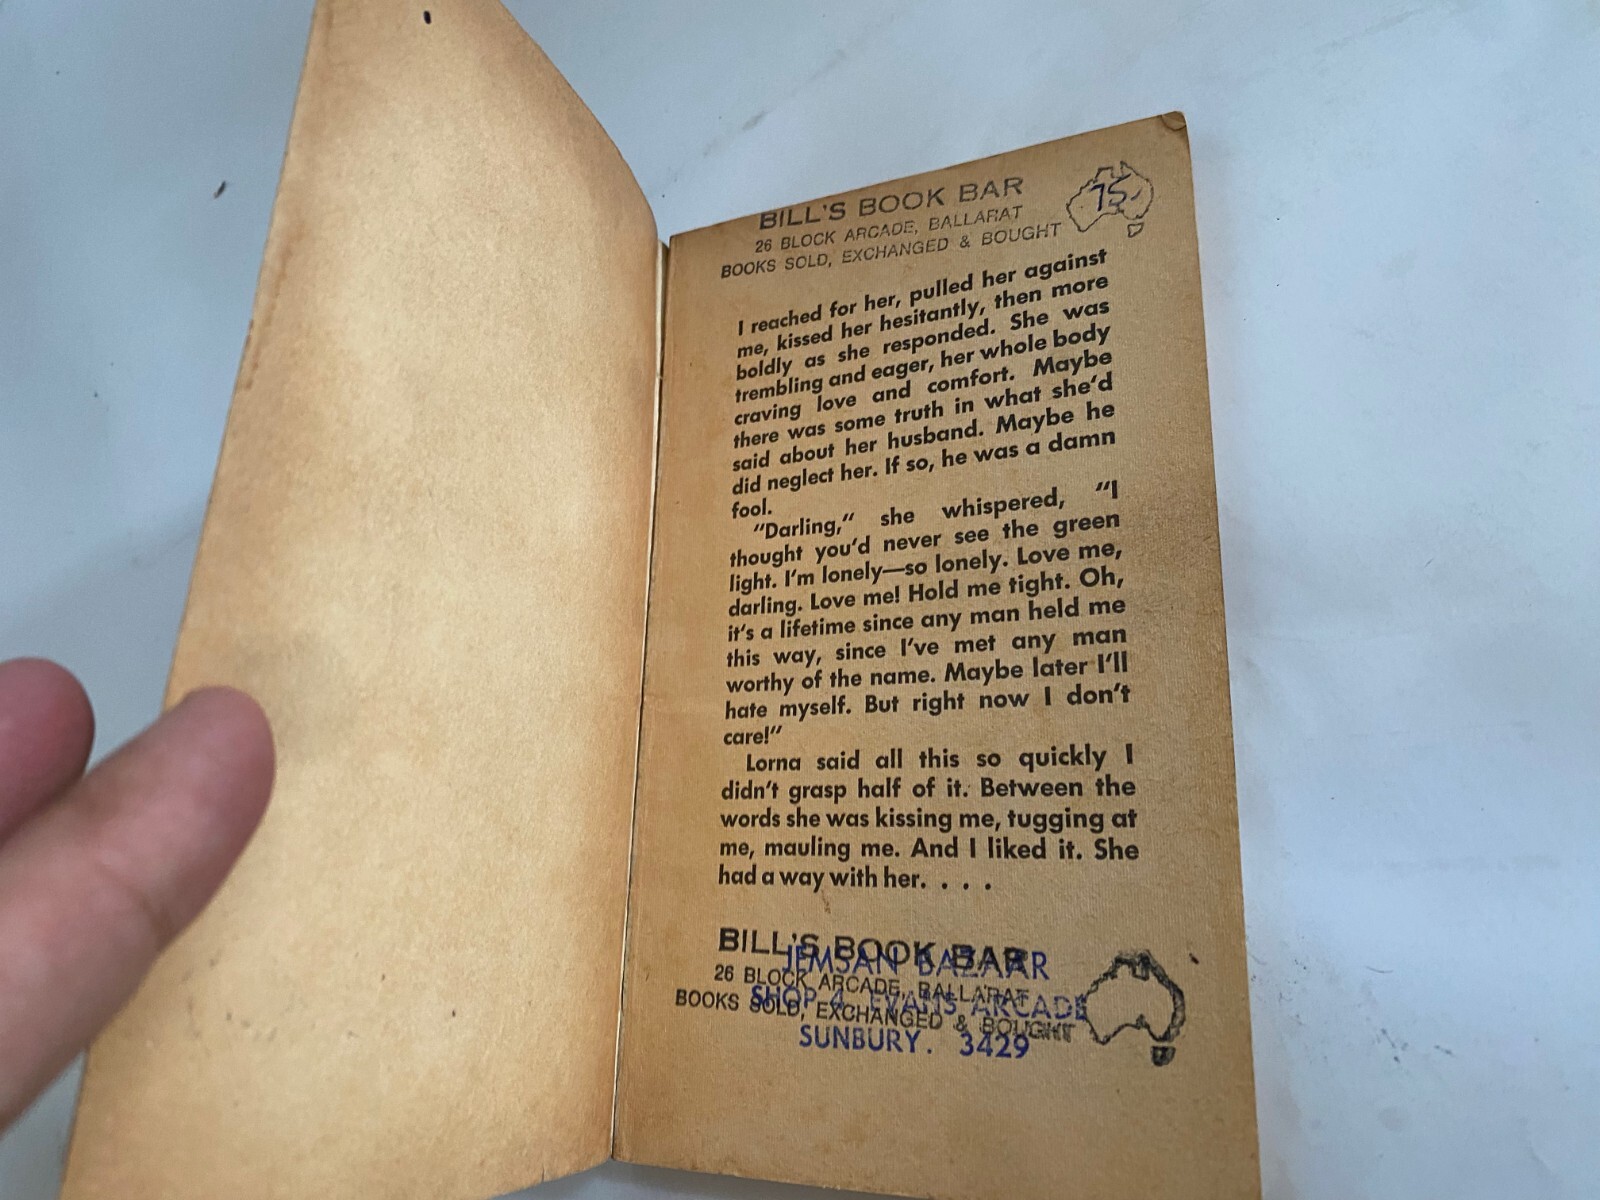 BILL'S BOOK BAR
26 BLOCK ARCADE, BALLARAT
BOOKS SOLD, EXCHANGED & BOUGHT
75
I reached for her, pulled her against
me, kissed her hesitantly, then more
boldly as she responded. She was
trembling and eager, her whole body
craving love and comfort. Maybe
there was some truth in what she'd
said about her husband. Maybe he
did neglect her. If so, he was a damn
fool.
"Darling," she whispered, "I
thought you'd never see the green
light. I'm lonely—so lonely. Love me,
darling. Love me! Hold me tight. Oh,
it's a lifetime since any man held me
this way, since I've met any man
worthy of the name. Maybe later I'll
hate myself. But right now I don't
care!"
Lorna said all this so quickly I
didn't grasp half of it. Between the
words she was kissing me, tugging at
me, mauling me. And I liked it. She
had a way with her. . . .
BILL'S BOOK BAR
JEMSAN BAZAAR
26 BLOCK ARCADE, BALLARAT
SHOP 4, EVANS ARCADE
BOOKS SOLD, EXCHANGED & BOUGHT
SUNBURY. 3429